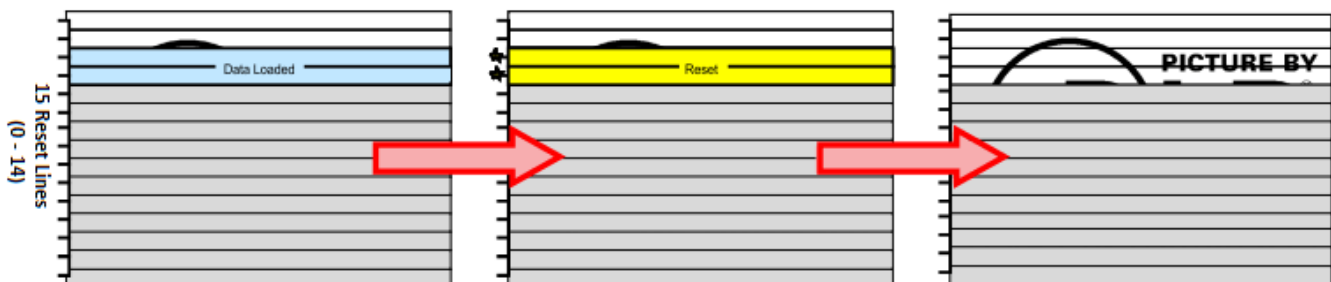 15 Reset Lines
(0 - 14)
Data Loaded
Reset
PICTURE BY